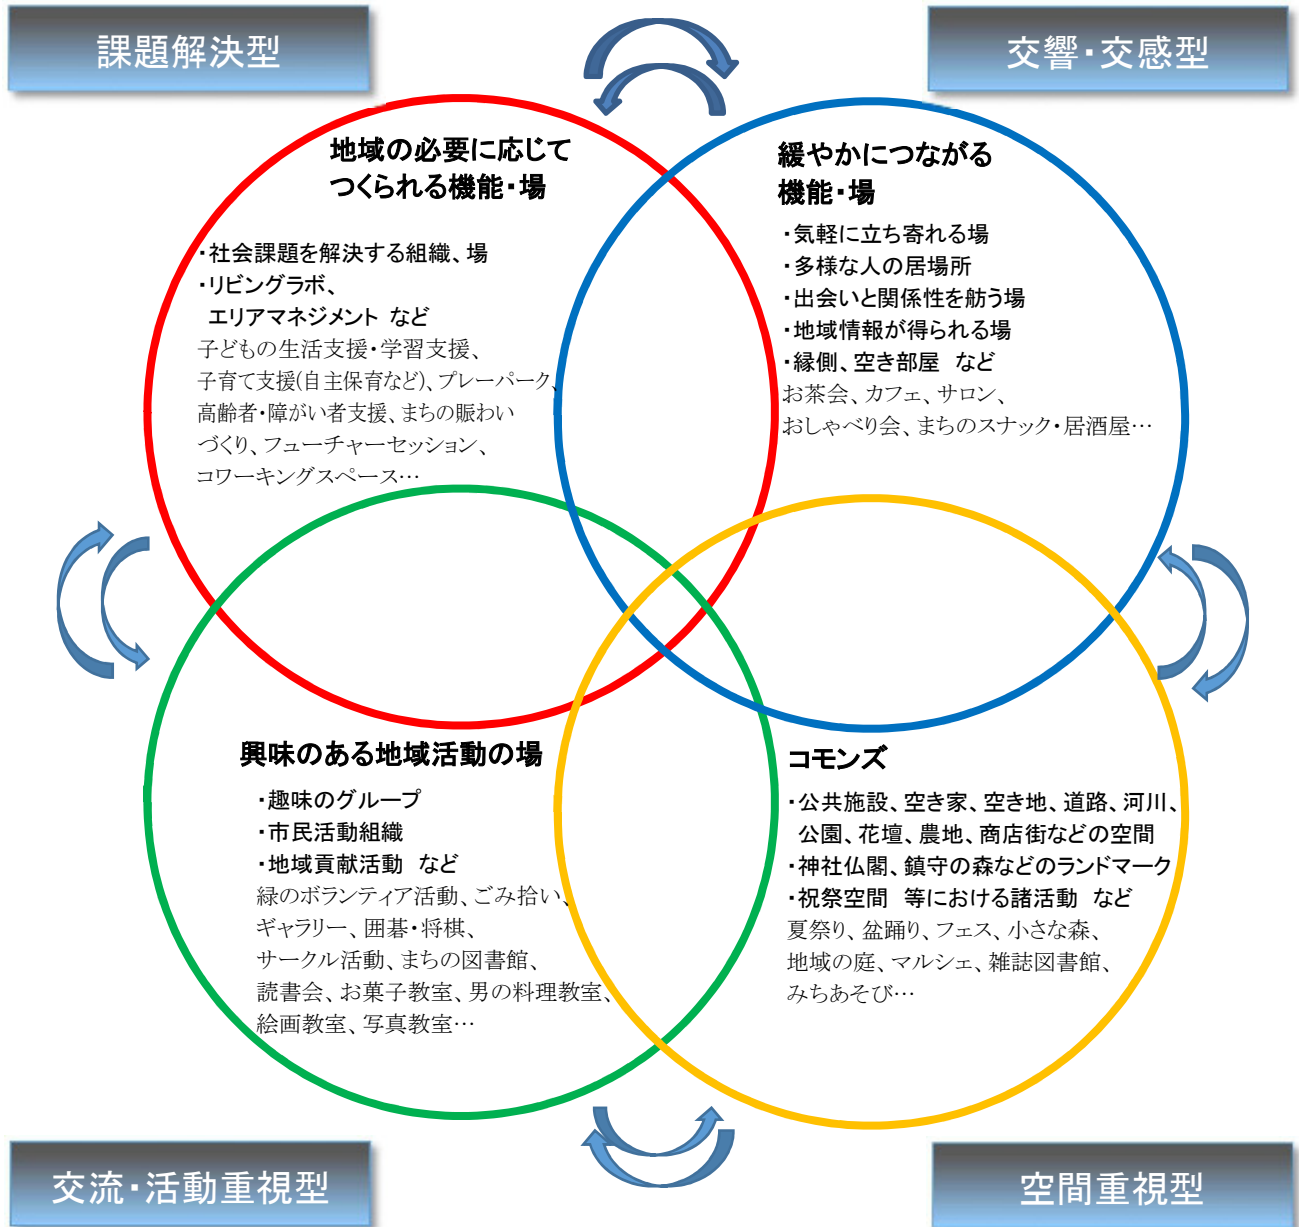 課題解決型
交響・交感型
地域の必要に応じて
つくられる機能・場
・社会課題を解決する組織、場
・リビングラボ、
エリアマネジメント など
子どもの生活支援・学習支援、
子育て支援(自主保育など)、プレーパーク、
高齢者・障がい者支援、まちの賑わい
づくり、フューチャーセッション、
コワーキングスペース…
緩やかにつながる
機能・場
・気軽に立ち寄れる場
・多様な人の居場所
・出会いと関係性を舫う場
・地域情報が得られる場
・縁側、空き部屋 など
お茶会、カフェ、サロン、
おしゃべり会、まちのスナック・居酒屋…
興味のある地域活動の場
・趣味のグループ
・市民活動組織
・地域貢献活動 など
緑のボランティア活動、ごみ拾い、
ギャラリー、囲碁・将棋、
サークル活動、まちの図書館、
読書会、お菓子教室、男の料理教室、
絵画教室、写真教室…
コモンズ
・公共施設、空き家、空き地、道路、河川、
公園、花壇、農地、商店街などの空間
・神社仏閣、鎮守の森などのランドマーク
・祝祭空間 等における諸活動 など
夏祭り、盆踊り、フェス、小さな森、
地域の庭、マルシェ、雑誌図書館、
みちあそび…
交流・活動重視型
空間重視型